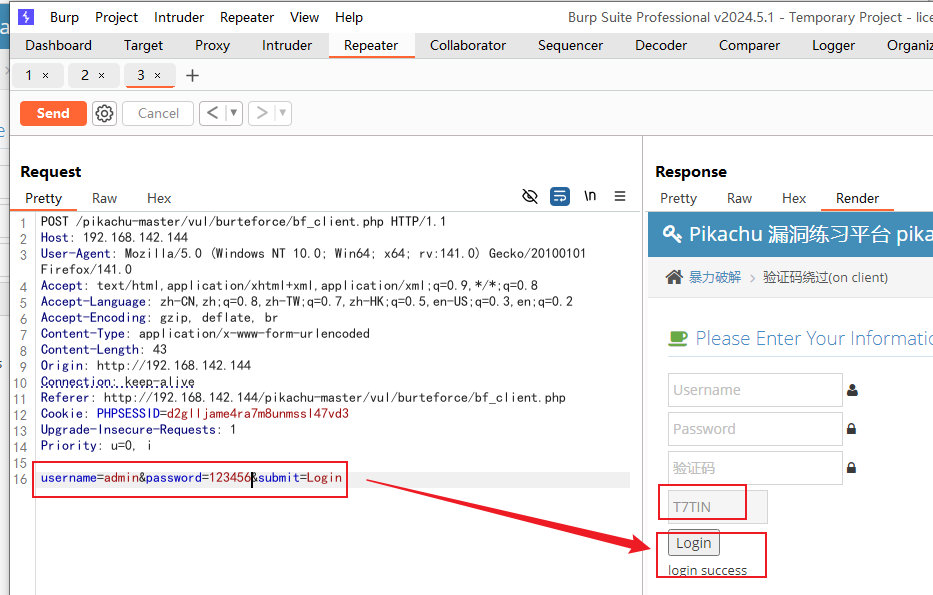 Burp Project Intruder Repeater View Help Burp Suite Professional v2024.5.1 - Temporary Project - lice
Dashboard Target Proxy Intruder Repeater Collaborator Sequencer Decoder Comparer Logger Organiz
1 × 2 × 3 × +
Send Cancel < >
Request
Pretty Raw Hex \n
1 POST /pikachu-master/vul/burteforce/bf_client.php HTTP/1.1
2 Host: 192.168.142.144
3 User-Agent: Mozilla/5.0 (Windows NT 10.0; Win64; x64; rv:141.0) Gecko/20100101
Firefox/141.0
4 Accept: text/html,application/xhtml+xml,application/xml;q=0.9,*/*;q=0.8
5 Accept-Language: zh-CN,zh;q=0.8,zh-TW;q=0.7,zh-HK;q=0.5,en-US;q=0.3,en;q=0.2
6 Accept-Encoding: gzip, deflate, br
7 Content-Type: application/x-www-form-urlencoded
8 Content-Length: 43
9 Origin: http://192.168.142.144
10 Connection: keep-alive
11 Referer: http://192.168.142.144/pikachu-master/vul/burteforce/bf_client.php
12 Cookie: PHPSESSID=d2glljame4ra7m8unmssl47vd3
13 Upgrade-Insecure-Requests: 1
14 Priority: u=0, i
15
16 username=admin&password=123456&submit=Login
Response
Pretty Raw Hex Render
Pikachu 漏洞练习平台 pika
暴力破解 > 验证码绕过(on client)
Please Enter Your Informatio
Username
Password
验证码
T7TIN
Login
login success